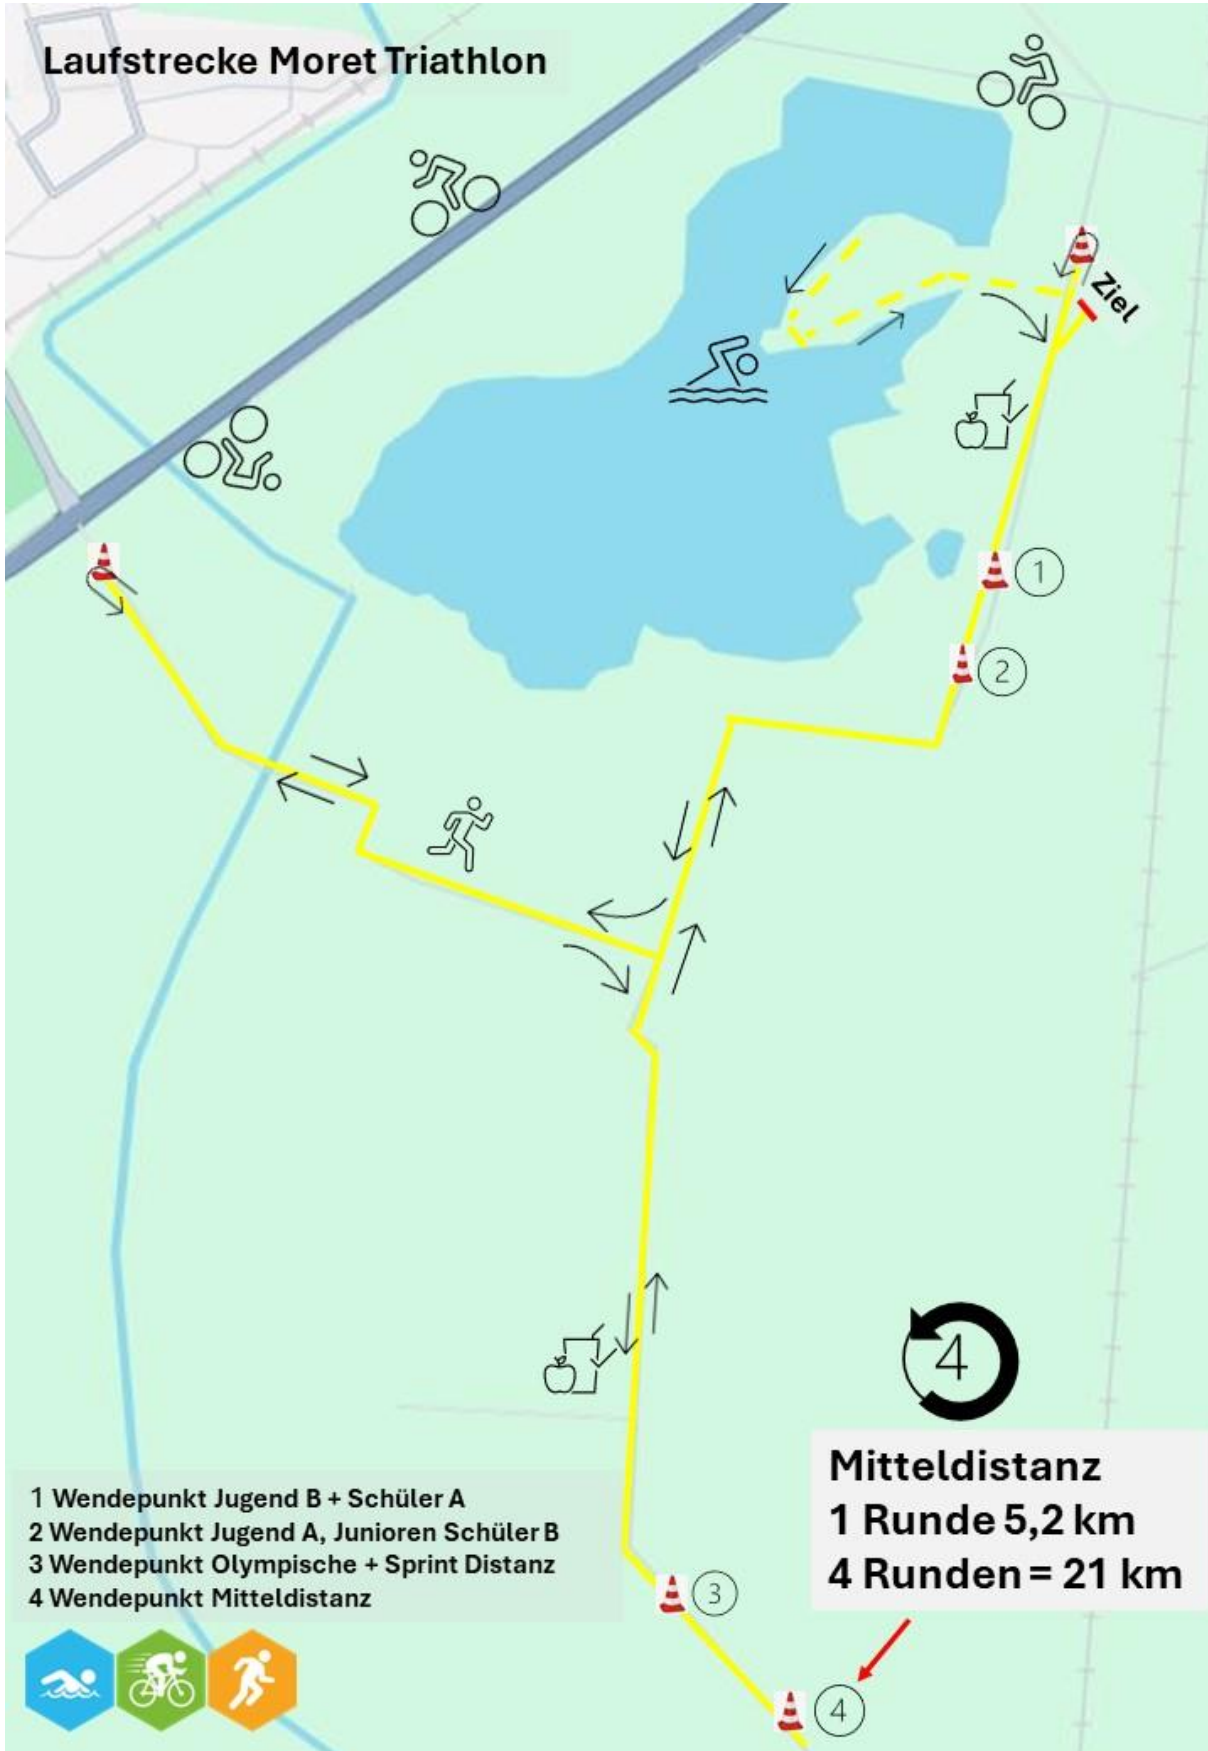 Laufstrecke Moret Triathlon
Ziel
1
2
3
4
4
Mitteldistanz
1 Runde 5,2 km
4 Runden = 21 km
1 Wendepunkt Jugend B + Schüler A
2 Wendepunkt Jugend A, Junioren Schüler B
3 Wendepunkt Olympische + Sprint Distanz
4 Wendepunkt Mitteldistanz